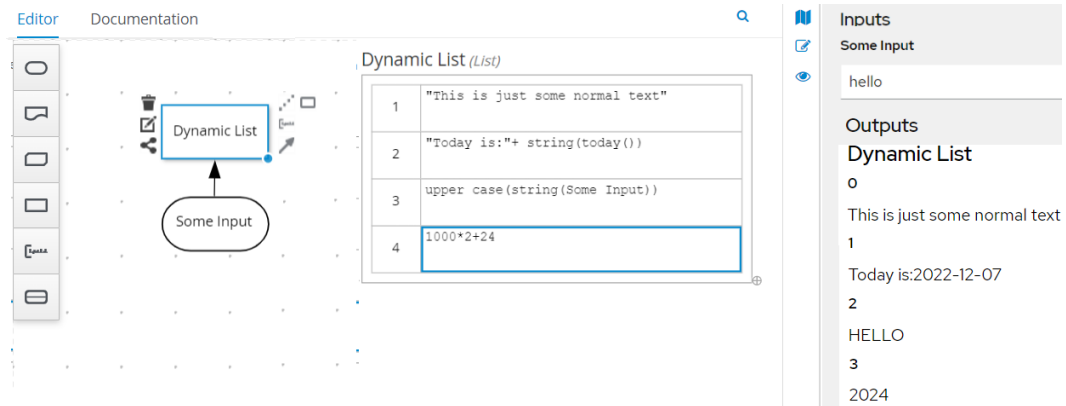 Editor
Documentation
Dynamic List
Some Input
Dynamic List (List)
1
"This is just some normal text"
2
"Today is:"+ string(today())
3
upper case(string(Some Input))
4
1000*2+24
Inputs
Some Input
hello
Outputs
Dynamic List
0
This is just some normal text
1
Today is:2022-12-07
2
HELLO
3
2024